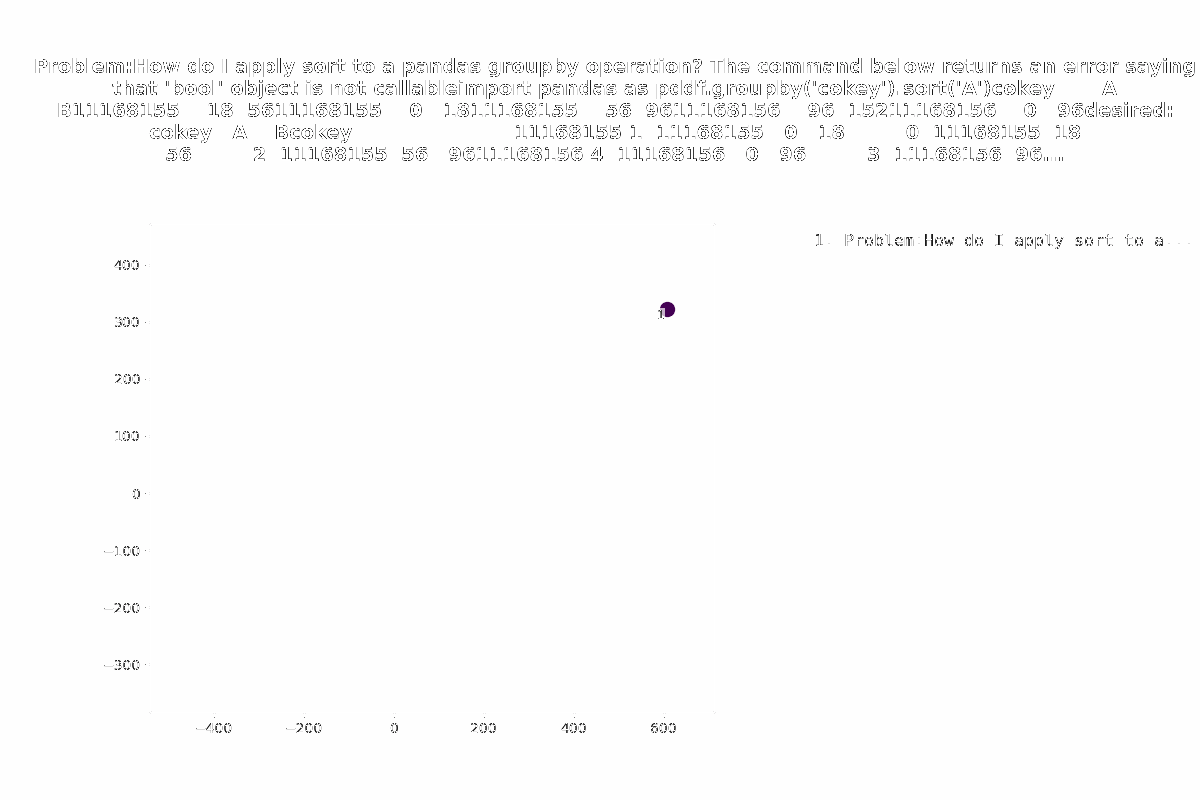 Problem:How do I apply sort to a pandas groupby operation? The command below returns an error saying
that 'bool' object is not callableimport pandas as pddf.groupby('cokey').sort('A')cokey A
B11168155 18 5611168155 0 1811168155 56 9611168156 96 15211168156 0 96desired:
cokey A Bcokey 11168155 1 11168155 0 18 0 11168155 18
56 2 11168155 56 9611168156 4 11168156 0 96 3 11168156 96...
1. Problem:How do I apply sort to a...
400
300
1
200
100
0
−100
−200
−300
−400 −200 0 200 400 600